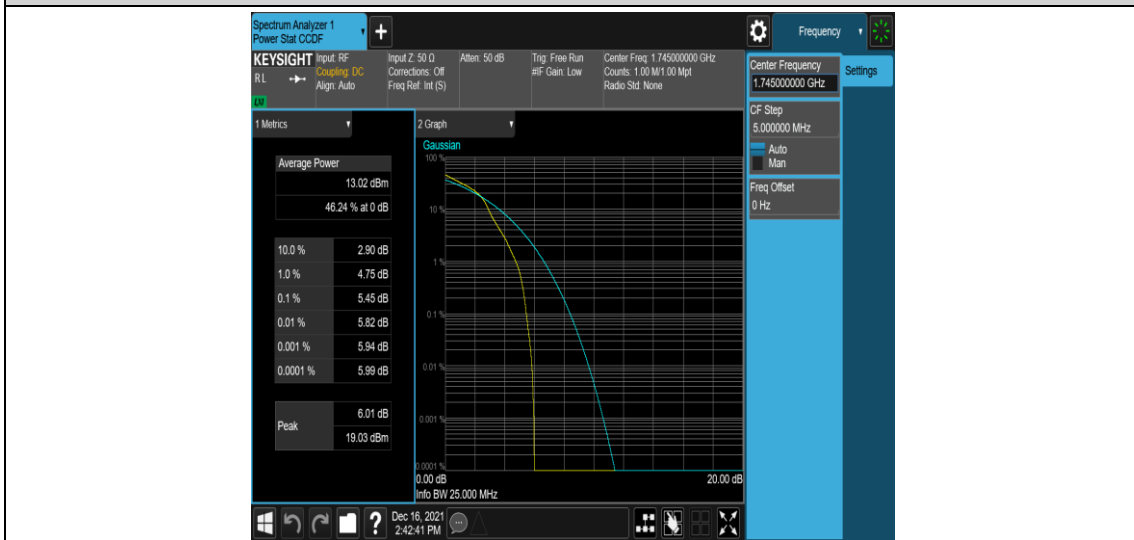 Spectrum Analyzer 1
Power Stat CCDF
+
Frequency
KEYSIGHT
RL
LXI
Input: RF
Coupling: DC
Align: Auto
Input Z: 50 Ω
Corrections: Off
Freq Ref: Int (S)
Atten: 50 dB
Trig: Free Run
#IF Gain: Low
Center Freq: 1.745000000 GHz
Counts: 1.00 M/1.00 Mpt
Radio Std: None
Center Frequency
1.745000000 GHz
Settings
CF Step
5.000000 MHz
Auto
Man
Freq Offset
0 Hz
1 Metrics
Average Power
13.02 dBm
46.24 % at 0 dB
10.0 % 2.90 dB
1.0 % 4.75 dB
0.1 % 5.45 dB
0.01 % 5.82 dB
0.001 % 5.94 dB
0.0001 % 5.99 dB
Peak
6.01 dB
19.03 dBm
2 Graph
Gaussian
100 %
10 %
1 %
0.1 %
0.01 %
0.001 %
0.0001 %
0.00 dB 20.00 dB
Info BW 25.000 MHz
?
Dec 16, 2021
2:42:41 PM